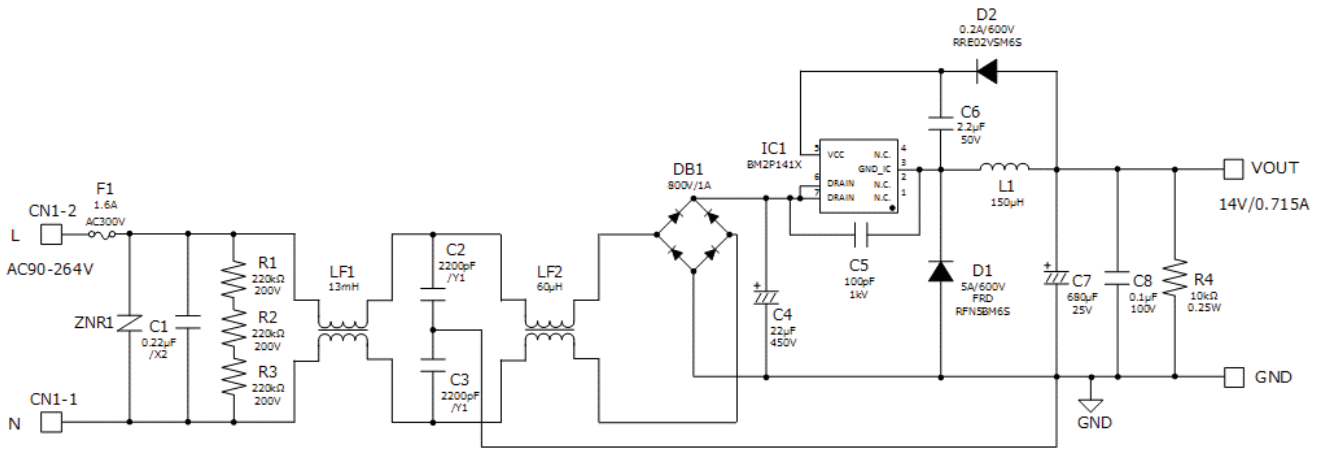 D2
0.2A/600V
RRE02VSM6S
C6
2.2µF
50V
IC1
BM2P141X
5
VCC
N.C.
4
GND_IC
3
6
DRAIN
N.C.
2
7
DRAIN
N.C.
1
L1
150µH
VOUT
14V/0.715A
DB1
800V/1A
F1
1.6A
AC300V
CN1-2
L
AC90-264V
R1
220kΩ
200V
R2
220kΩ
200V
R3
220kΩ
200V
ZNR1
C1
0.22µF
/X2
LF1
13mH
C2
2200pF
/Y1
C3
2200pF
/Y1
LF2
60µH
C4
22µF
450V
+
C5
100pF
1kV
D1
5A/600V
FRD
RFN5BM6S
+
C7
680µF
25V
C8
0.1µF
100V
R4
10kΩ
0.25W
GND
GND
CN1-1
N